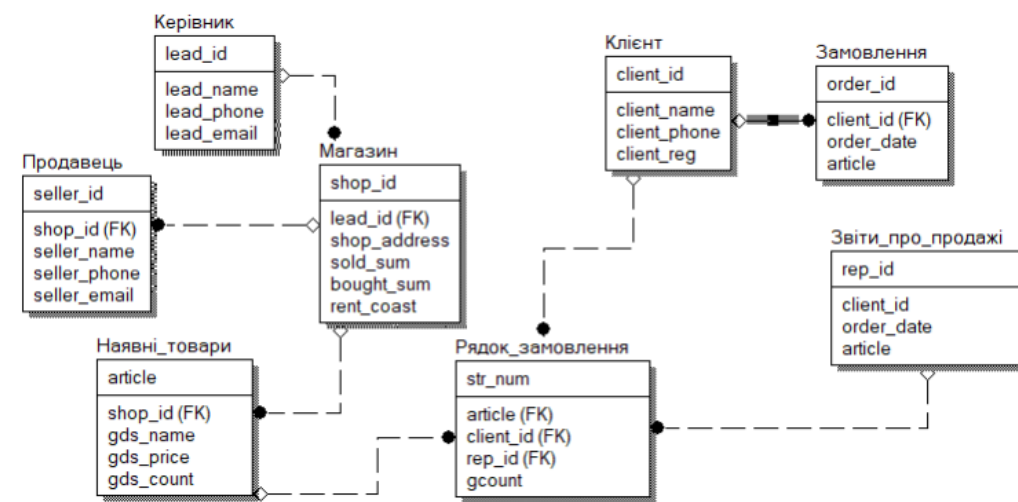 Керівник
lead_id
lead_name
lead_phone
lead_email
Клієнт
client_id
client_name
client_phone
client_reg
Замовлення
order_id
client_id (FK)
order_date
article
Продавець
seller_id
shop_id (FK)
seller_name
seller_phone
seller_email
Магазин
shop_id
lead_id (FK)
shop_address
sold_sum
bought_sum
rent_coast
Звіти_про_продажі
rep_id
client_id
order_date
article
Наявні_товари
article
shop_id (FK)
gds_name
gds_price
gds_count
Рядок_замовлення
str_num
article (FK)
client_id (FK)
rep_id (FK)
gcount